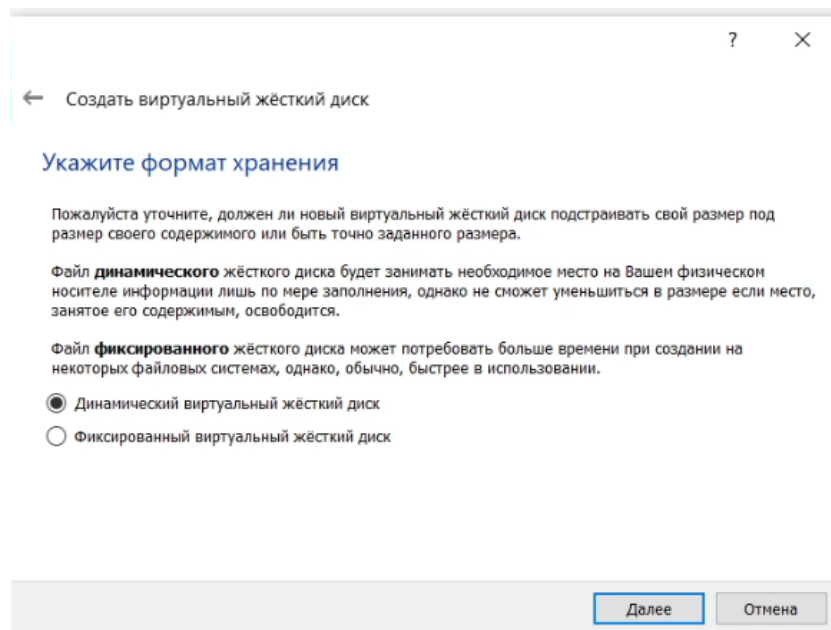 ?
Создать виртуальный жёсткий диск
Укажите формат хранения
Пожалуйста уточните, должен ли новый виртуальный жёсткий диск подстраивать свой размер под
размер своего содержимого или быть точно заданного размера.
Файл динамического жёсткого диска будет занимать необходимое место на Вашем физическом
носителе информации лишь по мере заполнения, однако не сможет уменьшиться в размере если место,
занятое его содержимым, освободится.
Файл фиксированного жёсткого диска может потребовать больше времени при создании на
некоторых файловых системах, однако, обычно, быстрее в использовании.
Динамический виртуальный жёсткий диск
Фиксированный виртуальный жёсткий диск
Далее Отмена